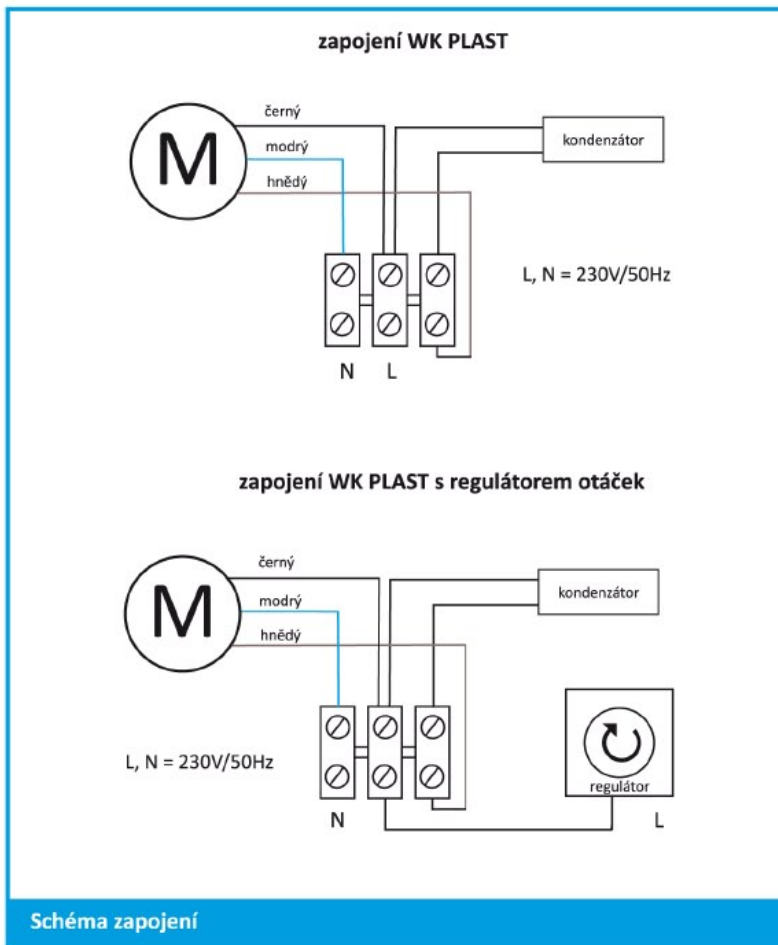 zapojení WK PLAST
černý
modrý
hnědý
M
kondenzátor
L, N = 230V/50Hz
N L
zapojení WK PLAST s regulátorem otáček
černý
modrý
hnědý
M
kondenzátor
L, N = 230V/50Hz
regulátor
N L
Schéma zapojení